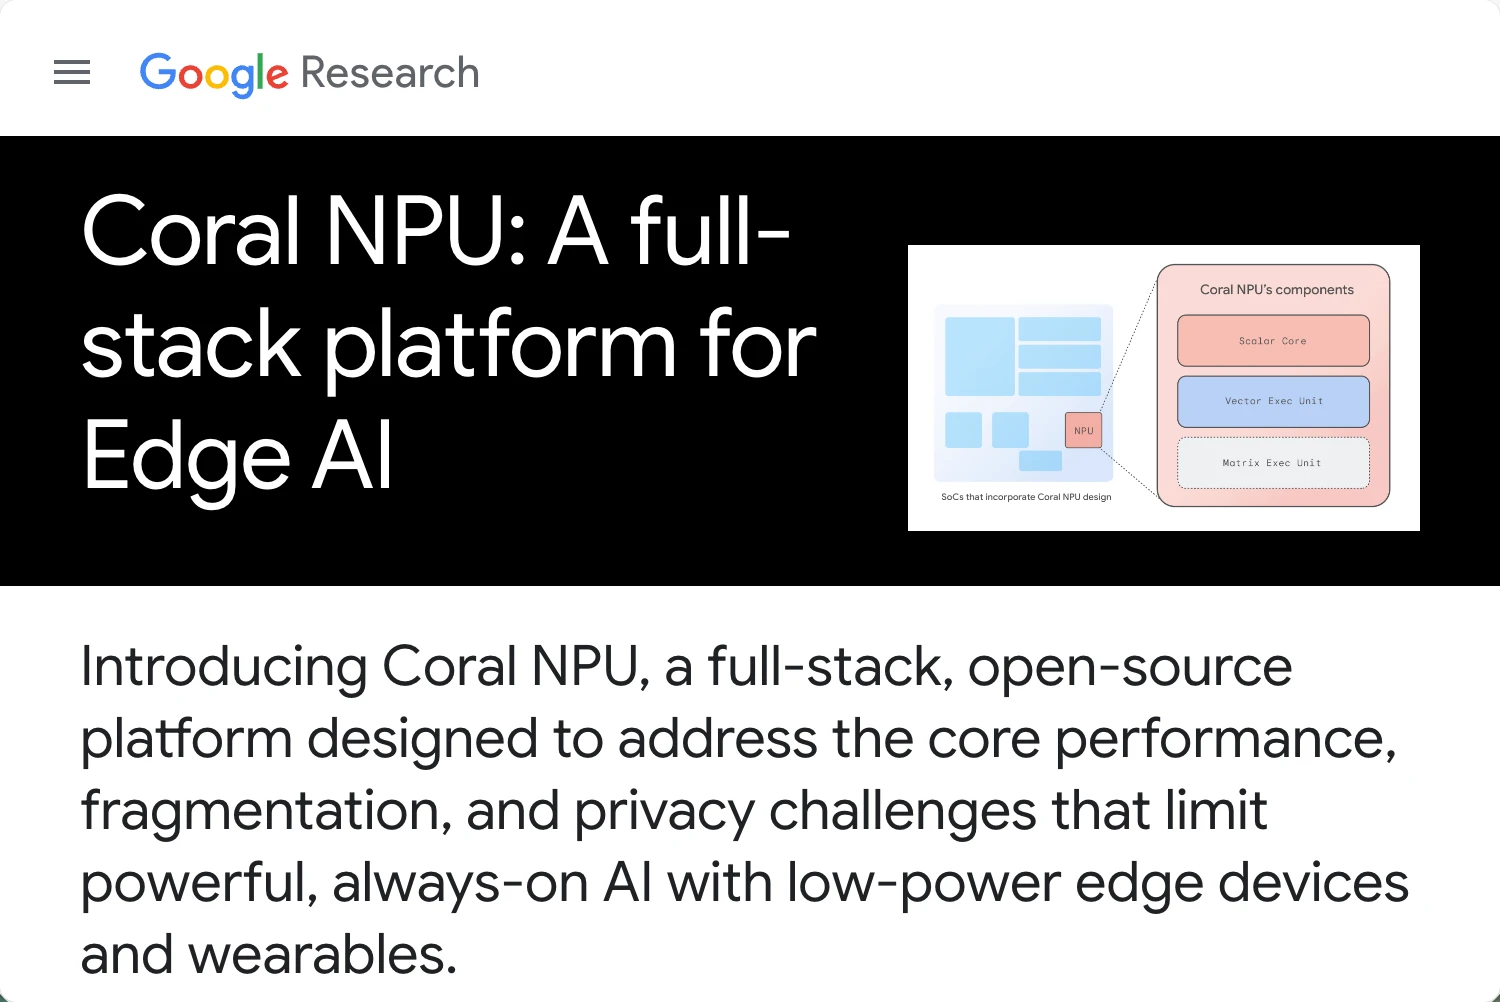 Google Research
Coral NPU: A full-
stack platform for
Edge AI
Coral NPU's components
Scalar Core
Vector Exec Unit
NPU
Matrix Exec Unit
SoCs that incorporate Coral NPU design
Introducing Coral NPU, a full-stack, open-source
platform designed to address the core performance,
fragmentation, and privacy challenges that limit
powerful, always-on AI with low-power edge devices
and wearables.